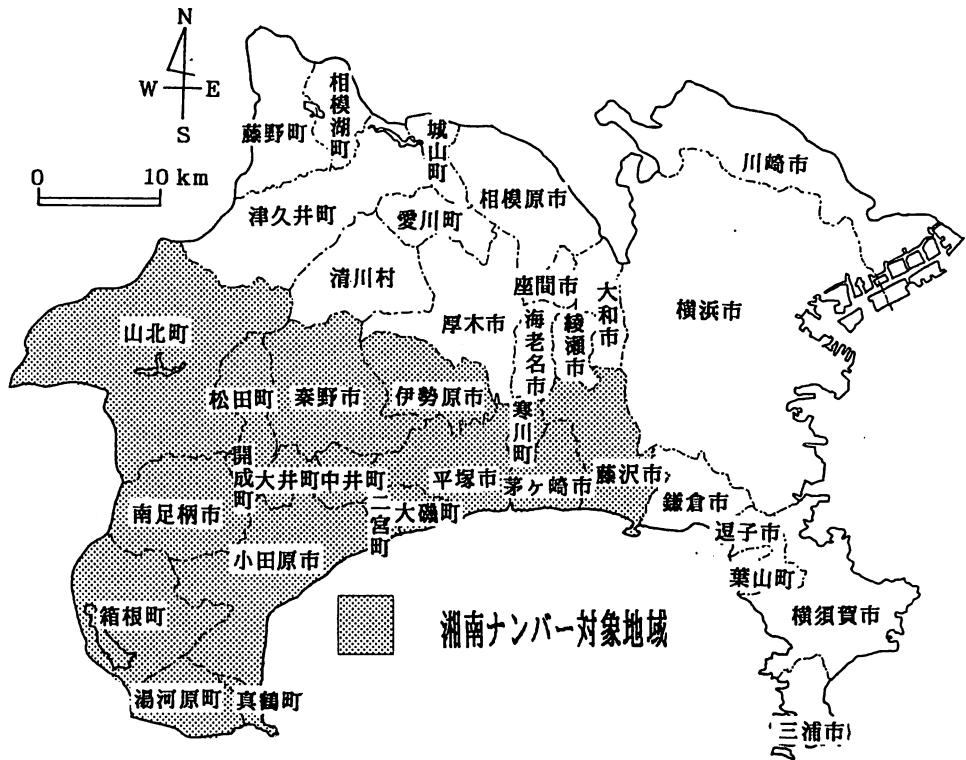 N
W E
S
0 10 km
藤野町
相模湖町
城山町
川崎市
津久井町
愛川町
相模原市
清川村
座間市
大和市
横浜市
厚木市
海老名市
綾瀬市
山北町
松田町
秦野市
伊勢原市
寒川町
開成町
大井町
中井町
平塚市
茅ヶ崎市
藤沢市
鎌倉市
南足柄市
二宮町
大磯町
逗子市
小田原市
葉山町
箱根町
横須賀市
湘南ナンバー対象地域
湯河原町
真鶴町
三浦市